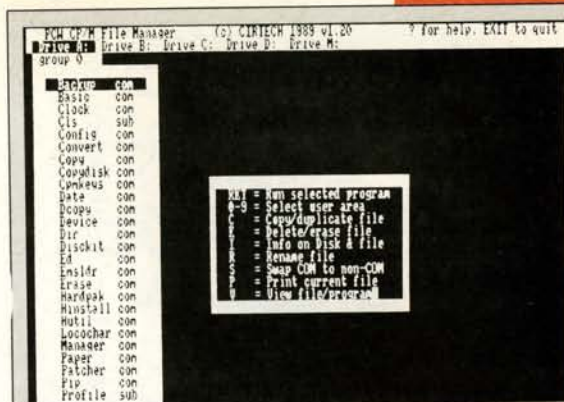 PCW CP/M File Manager (c) CIRTECH 1989 v1.20 ? for help, EXIT to quit
Drive A: Drive B: Drive C: Drive D: Drive M:
group 0
Backup com
Basic com
Clock com
Cls sub
Config com
Convert com
Copy com
Copydisk com
Cpmkeys com
Date com
Dcopy com
Device com
Dir com
Disckit com
Ed com
Emsldr com
Erase com
Hardpak com
Hinstall com
Hutil com
Locochar com
Manager com
Paper com
Patcher com
Pip com
Profile sub
= Run selected program
0-9 = Select user area
C = Copy/duplicate file
E = Delete/erase file
I = Info on Disk & file
R = Rename file
S = Swap COM to non-COM
P = Print current file
V = View file/program